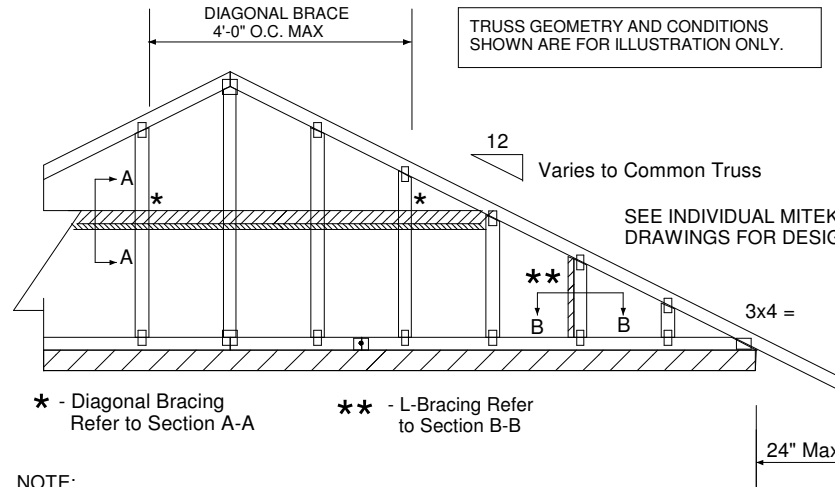 DIAGONAL BRACE
4'-0" O.C. MAX
TRUSS GEOMETRY AND CONDITIONS
SHOWN ARE FOR ILLUSTRATION ONLY.
12
Varies to Common Truss
A
*
*
SEE INDIVIDUAL MITEK
DRAWINGS FOR DESIG
A
**
B
B
3x4 =
* - Diagonal Bracing
Refer to Section A-A
** - L-Bracing Refer
to Section B-B
24" Max
NOTE: